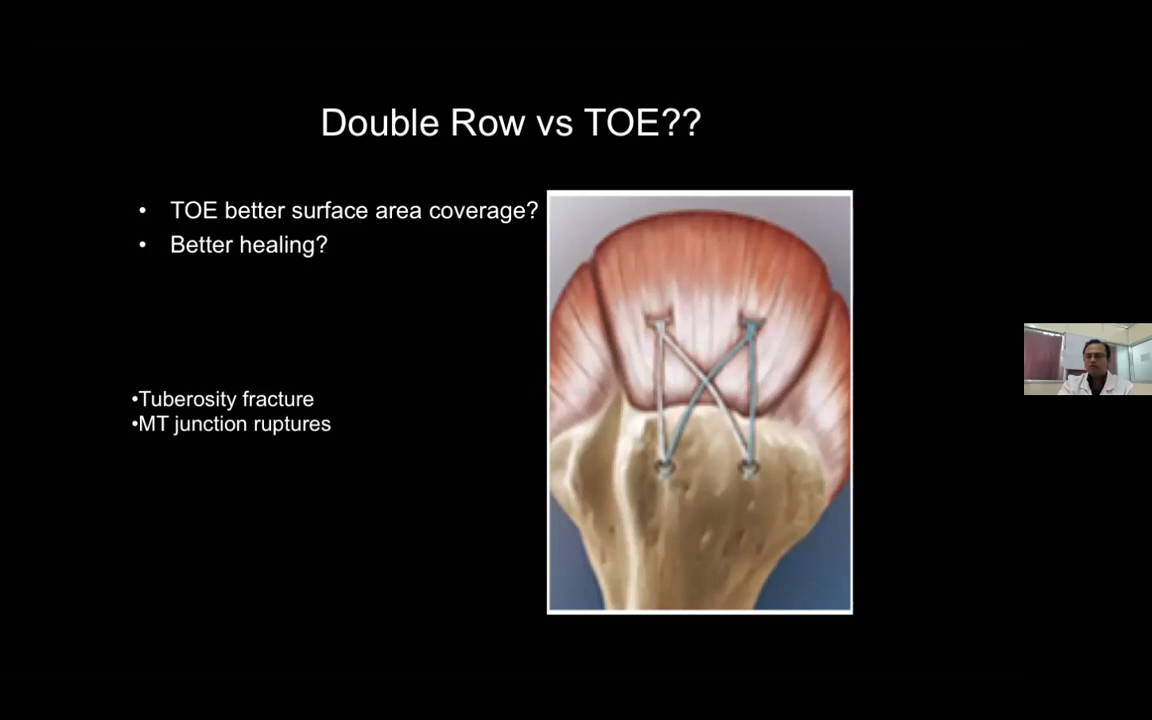 Double Row vs TOE??
• TOE better surface area coverage?
• Better healing?
•Tuberosity fracture
•MT junction ruptures